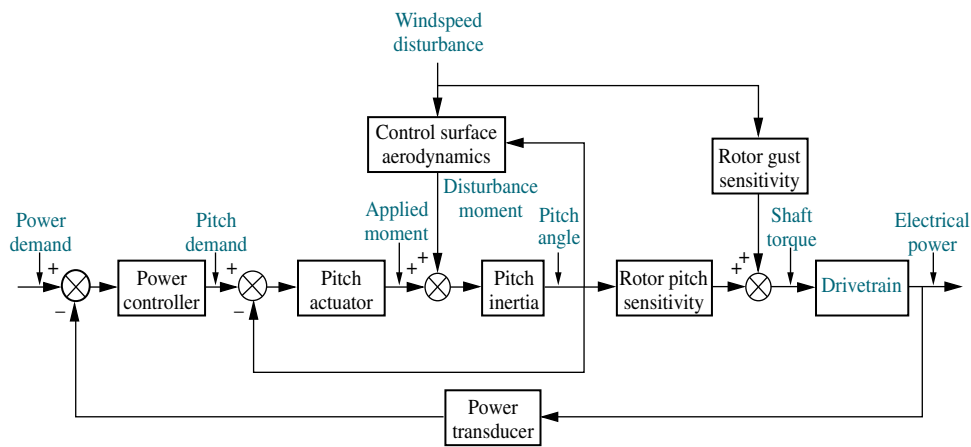 Windspeed
disturbance
Control surface
aerodynamics
Rotor gust
sensitivity
Disturbance
moment
Applied
moment
Pitch
angle
Shaft
torque
Electrical
power
Power
demand
Pitch
demand
+
−
Power
controller
+
−
Pitch
actuator
+
+
Pitch
inertia
Rotor pitch
sensitivity
+
+
Drivetrain
Power
transducer